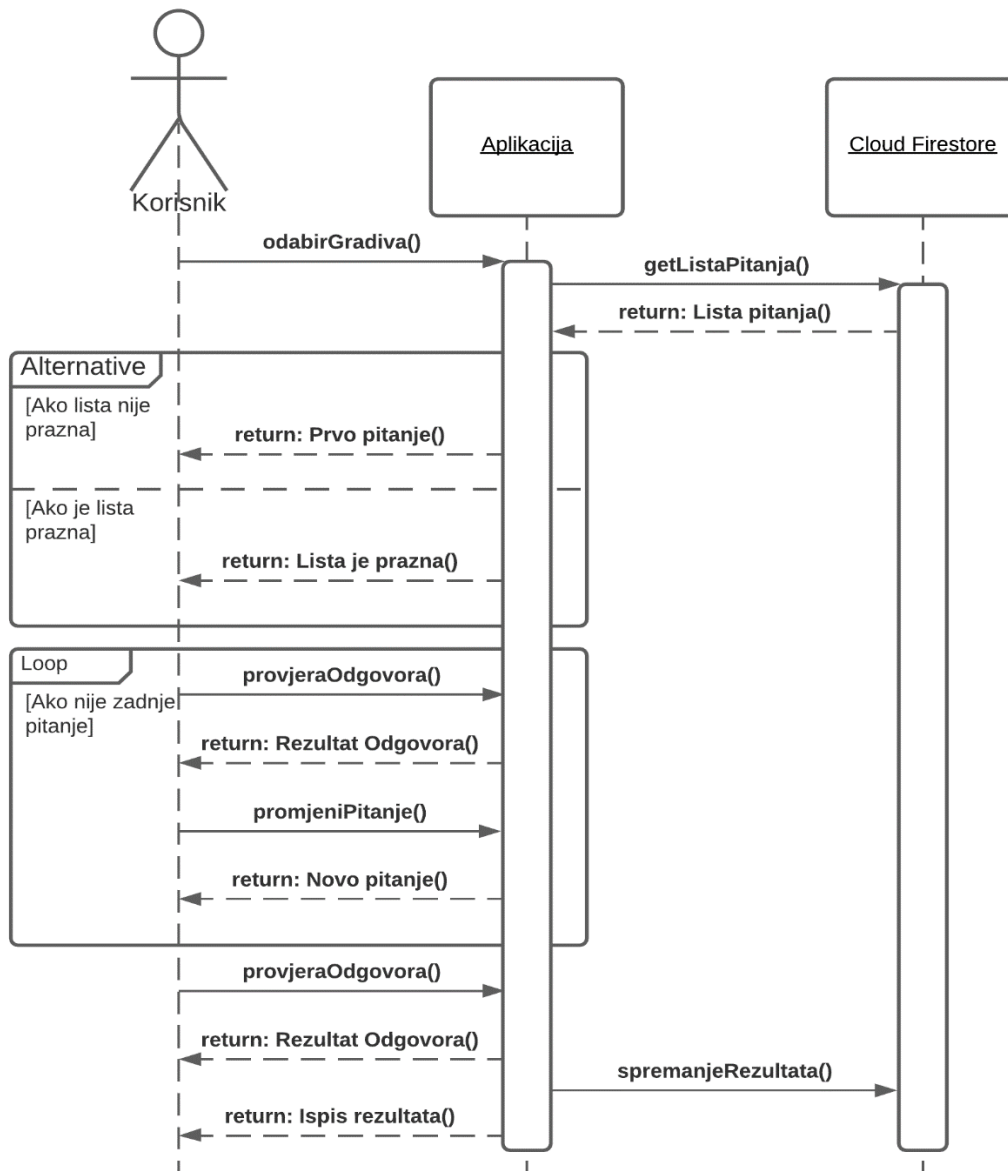 Aplikacija
Cloud Firestore
Korisnik
odabirGradiva()
getListaPitanja()
return: Lista pitanja()
Alternative
[Ako lista nije
prazna]
return: Prvo pitanje()
[Ako je lista
prazna]
return: Lista je prazna()
Loop
provjeraOdgovora()
[Ako nije zadnje
pitanje]
return: Rezultat Odgovora()
promjeniPitanje()
return: Novo pitanje()
provjeraOdgovora()
return: Rezultat Odgovora()
spremanjeRezultata()
return: Ispis rezultata()